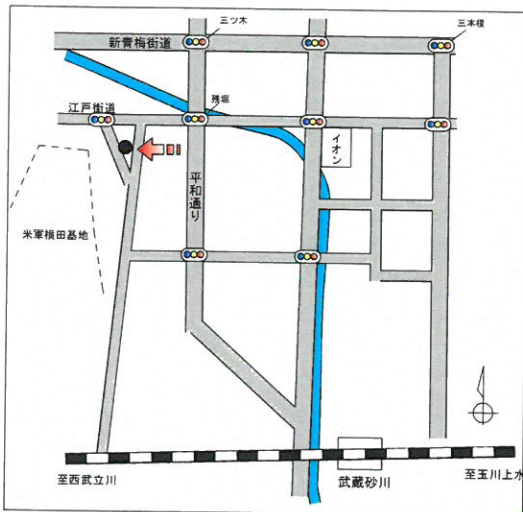 三ツ木
三本榎
新青梅街道
残堀
江戸街道
イオン
平和通り
米軍横田基地
至西武立川
武蔵砂川
至玉川上水